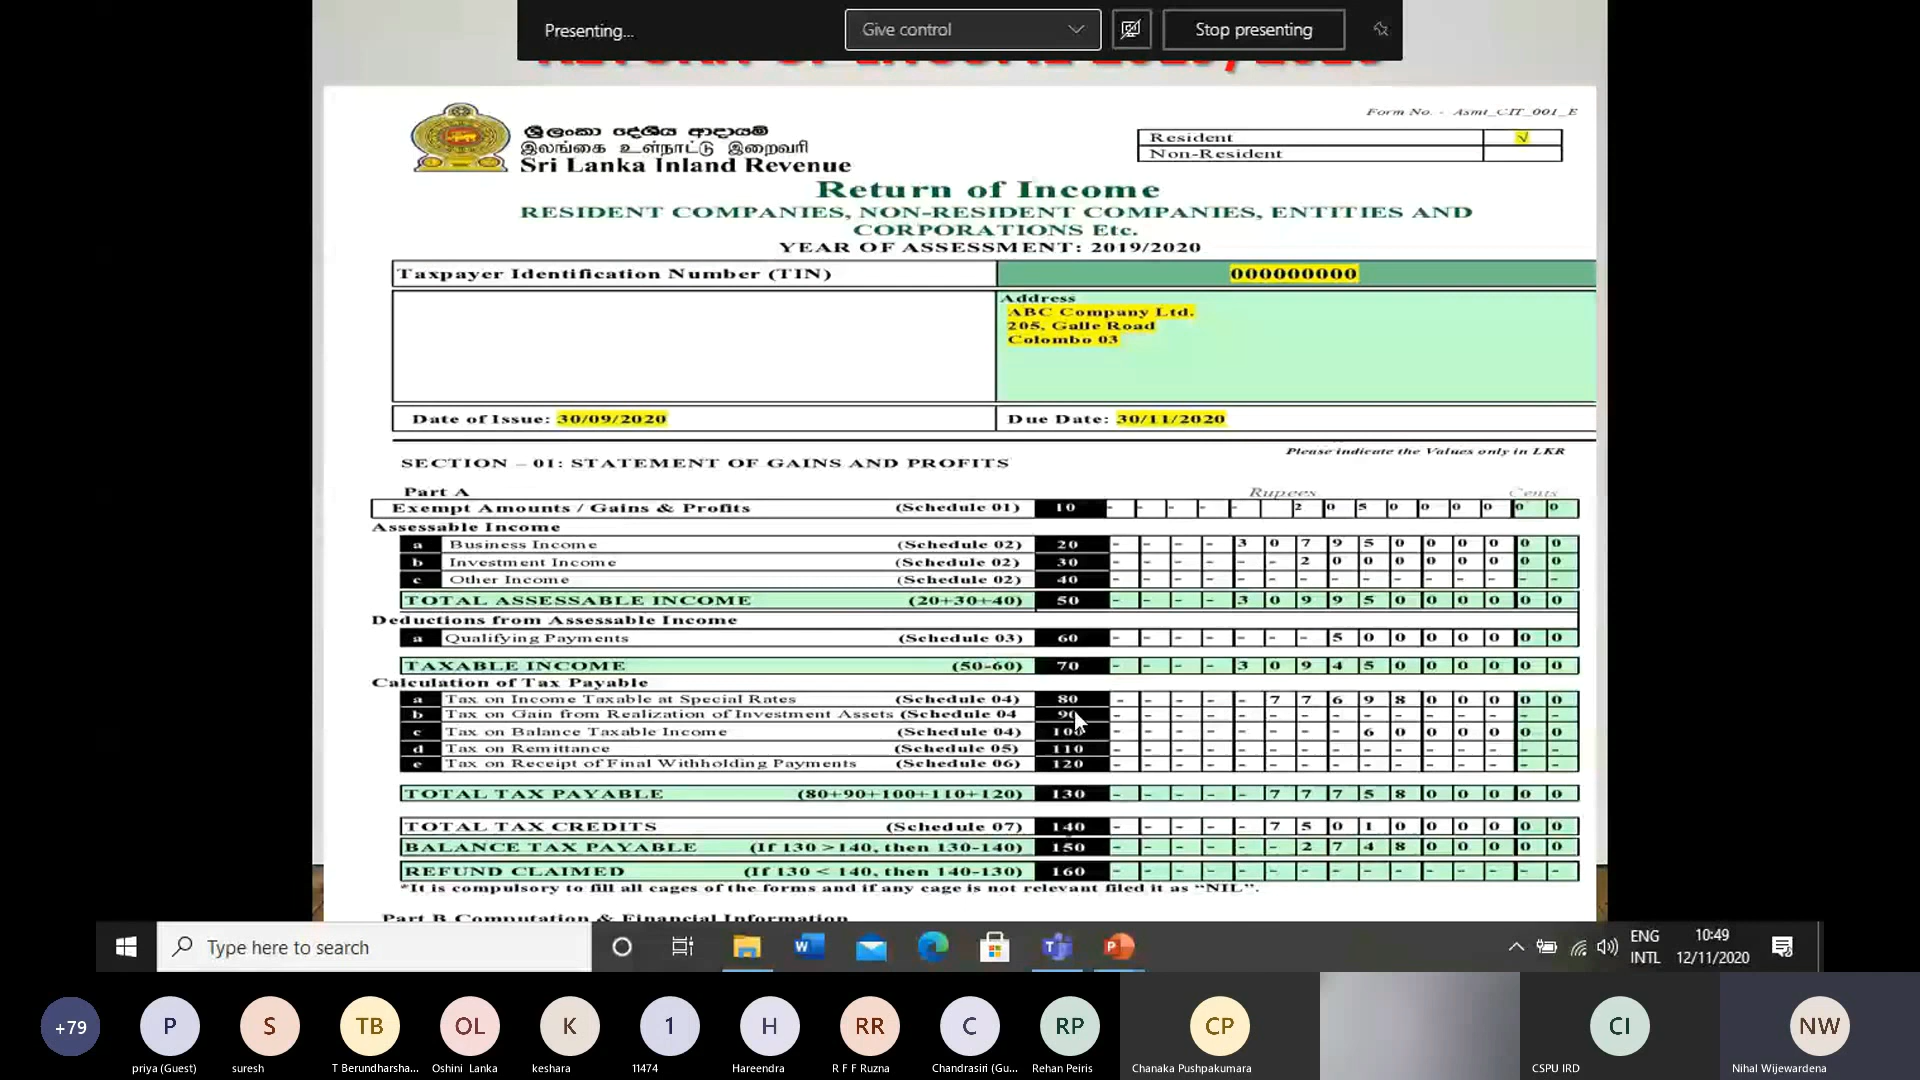 Presenting...
Give control
Stop presenting
Form No. - Asmt_CIT_001_E
ශ්‍රී ලංකා දේශීය ආදායම්
இலங்கை உள்நாட்டு இறைவரி
Sri Lanka Inland Revenue
Resident √
Non-Resident
Return of Income
RESIDENT COMPANIES, NON-RESIDENT COMPANIES, ENTITIES AND
CORPORATIONS Etc.
YEAR OF ASSESSMENT: 2019/2020
Taxpayer Identification Number (TIN) 000000000
Address
ABC Company Ltd.
205, Galle Road
Colombo 03
Date of Issue: 30/09/2020 Due Date: 30/11/2020
Please indicate the Values only in LKR
SECTION – 01: STATEMENT OF GAINS AND PROFITS
Part A Rupees Cents
Exempt Amounts / Gains & Profits (Schedule 01) 10 - - - - - 2 0 5 0 0 0 0 0 0
Assessable Income
a Business Income (Schedule 02) 20 - - - - 3 0 7 9 5 0 0 0 0 0 0
b Investment Income (Schedule 02) 30 - - - - - - 2 0 0 0 0 0 0 0 0
c Other Income (Schedule 02) 40 - - - - - - - - - - - - - - -
TOTAL ASSESSABLE INCOME (20+30+40) 50 - - - - 3 0 9 9 5 0 0 0 0 0 0
Deductions from Assessable Income
a Qualifying Payments (Schedule 03) 60 - - - - - - - 5 0 0 0 0 0 0
TAXABLE INCOME (50-60) 70 - - - - 3 0 9 4 5 0 0 0 0 0 0
Calculation of Tax Payable
a Tax on Income Taxable at Special Rates (Schedule 04) 80 - - - - - 7 7 6 9 8 0 0 0 0 0
b Tax on Gain from Realization of Investment Assets (Schedule 04 90 - - - - - - - - - - - - - - -
c Tax on Balance Taxable Income (Schedule 04) 100 - - - - - - - - 6 0 0 0 0 0 0
d Tax on Remittance (Schedule 05) 110 - - - - - - - - - - - - - - -
e Tax on Receipt of Final Withholding Payments (Schedule 06) 120 - - - - - - - - - - - - - - -
TOTAL TAX PAYABLE (80+90+100+110+120) 130 - - - - - 7 7 7 5 8 0 0 0 0 0
TOTAL TAX CREDITS (Schedule 07) 140 - - - - - 7 5 0 1 0 0 0 0 0 0
BALANCE TAX PAYABLE (If 130 >140, then 130-140) 150 - - - - - - 2 7 4 8 0 0 0 0 0
REFUND CLAIMED (If 130 < 140, then 140-130) 160 - - - - - - - - - - - - - - -
*It is compulsory to fill all cages of the forms and if any cage is not relevant filed it as “NIL”.
Part B Computation & Financial Information
Type here to search
ENG
INTL
10:49
12/11/2020
+79
P
S
TB
OL
K
1
H
RR
C
RP
CP
CI
NW
priya (Guest)
suresh
T Berundharsha...
Oshini Lanka
keshara
11474
Hareendra
R F F Ruzna
Chandrasiri (Gu...
Rehan Peiris
Chanaka Pushpakumara
CSPU IRD
Nihal Wijewardena